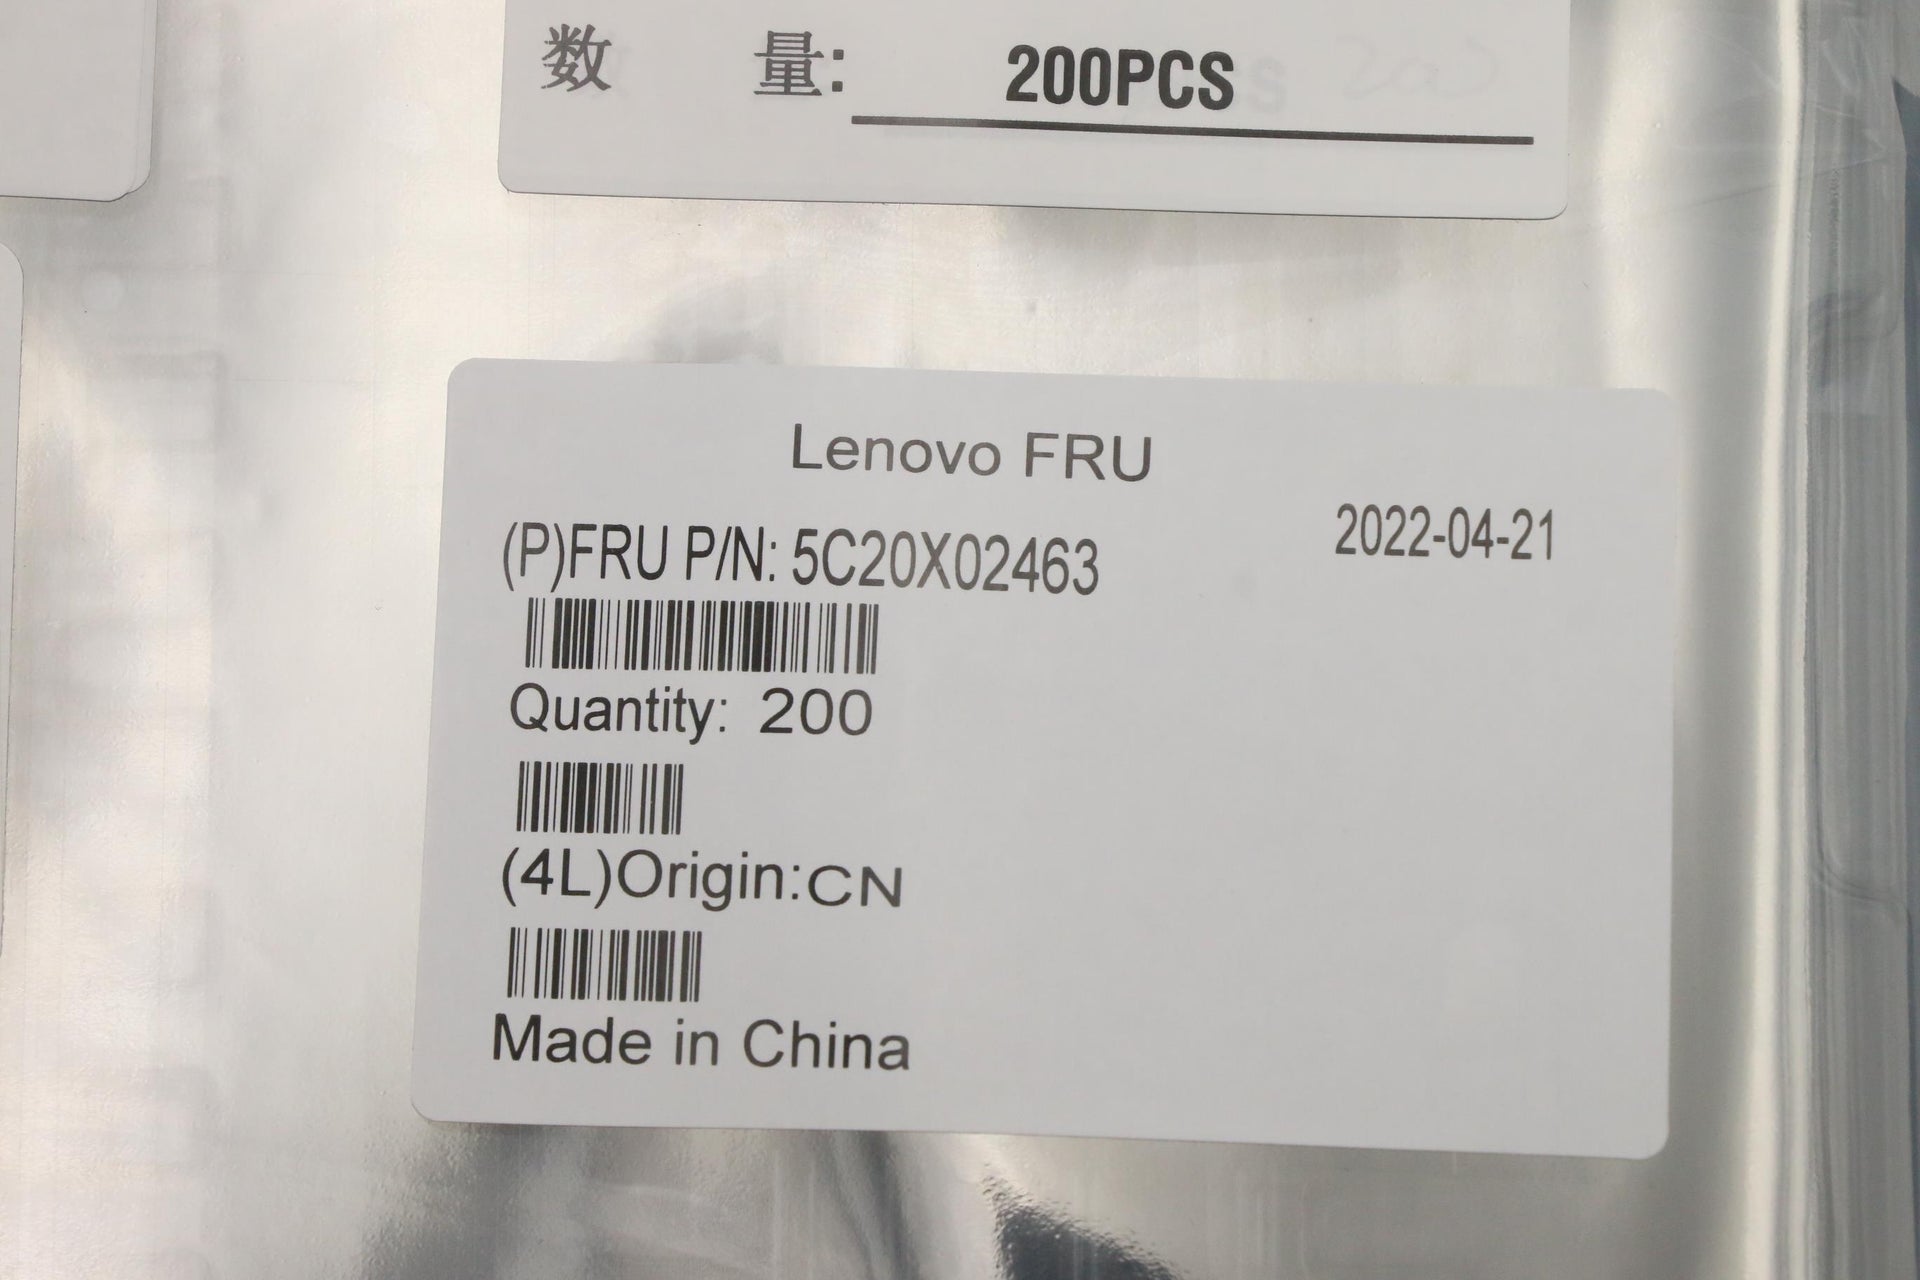 数 量: 200PCS
Lenovo FRU
2022-04-21
(P)FRU P/N: 5C20X02463
Quantity: 200
(4L)Origin:CN
Made in China